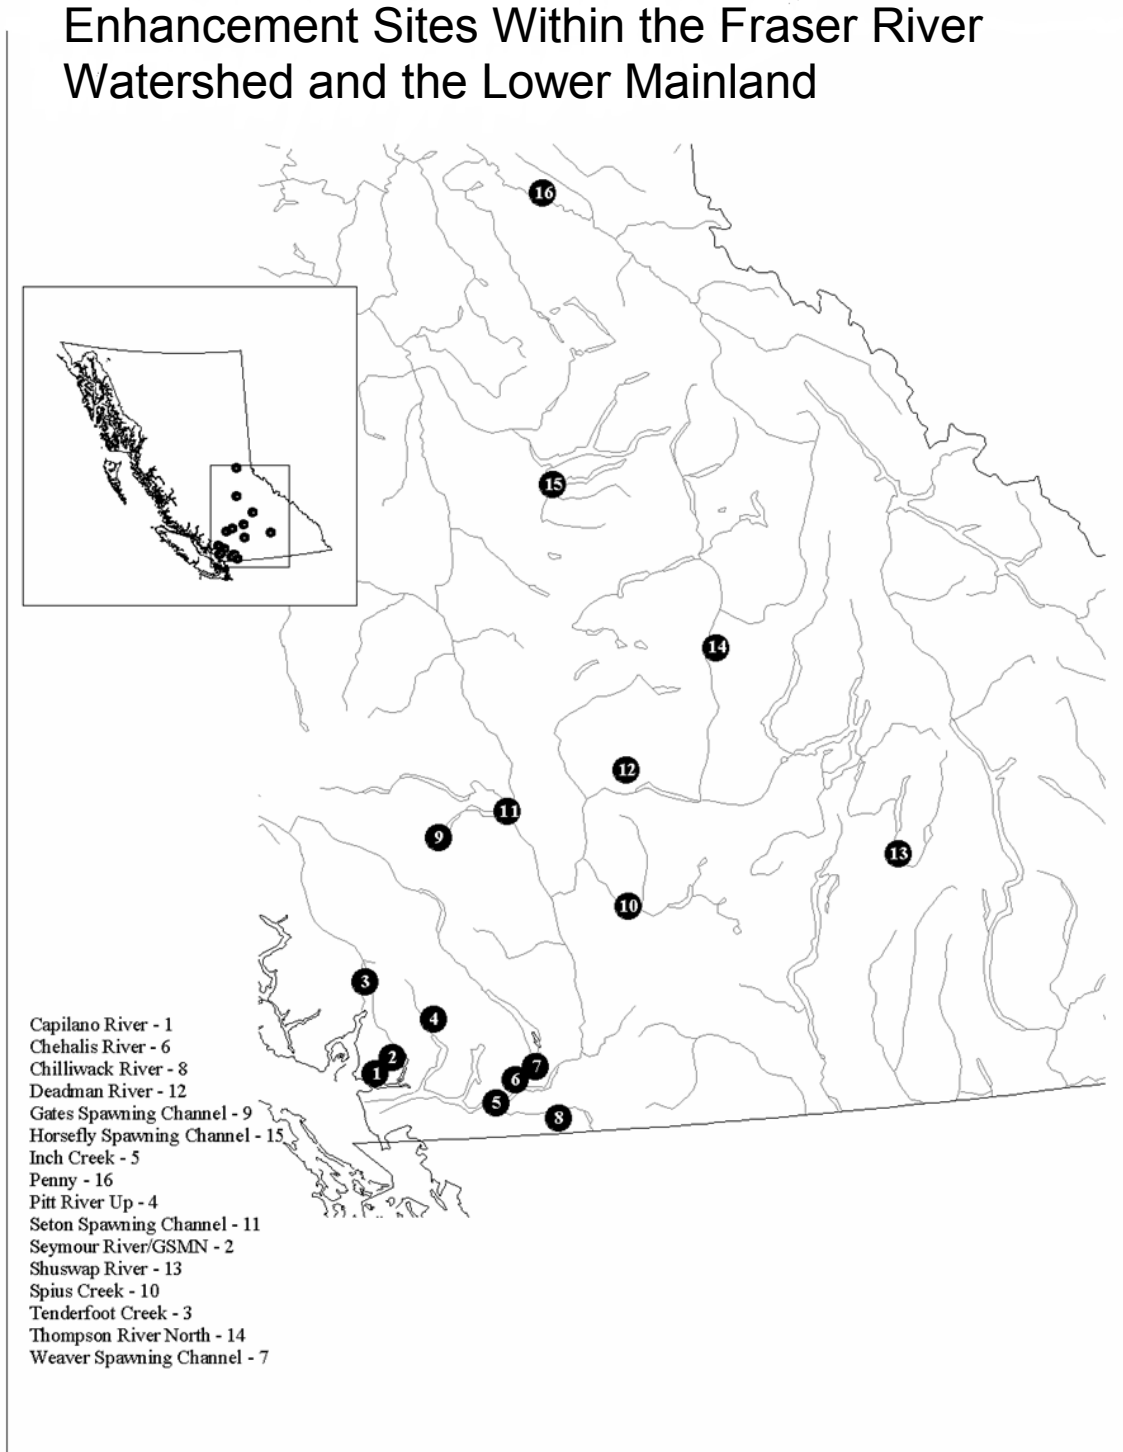 Enhancement Sites Within the Fraser River
Watershed and the Lower Mainland
16
15
14
12
11
9
13
10
3
4
2
1
7
6
5
8
Capilano River - 1
Chehalis River - 6
Chilliwack River - 8
Deadman River - 12
Gates Spawning Channel - 9
Horsefly Spawning Channel - 15
Inch Creek - 5
Penny - 16
Pitt River Up - 4
Seton Spawning Channel - 11
Seymour River/GSMN - 2
Shuswap River - 13
Spius Creek - 10
Tenderfoot Creek - 3
Thompson River North - 14
Weaver Spawning Channel - 7